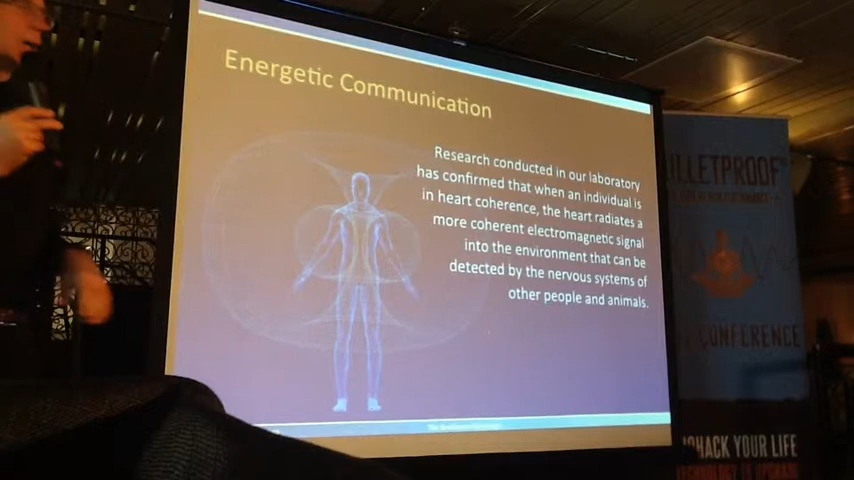 Energetic Communication
Research conducted in our laboratory
has confirmed that when an individual is
in heart coherence, the heart radiates a
more coherent electromagnetic signal
into the environment that can be
detected by the nervous systems of
other people and animals.
LLETPROOF
CONFERENCE
HACK YOUR LIFE